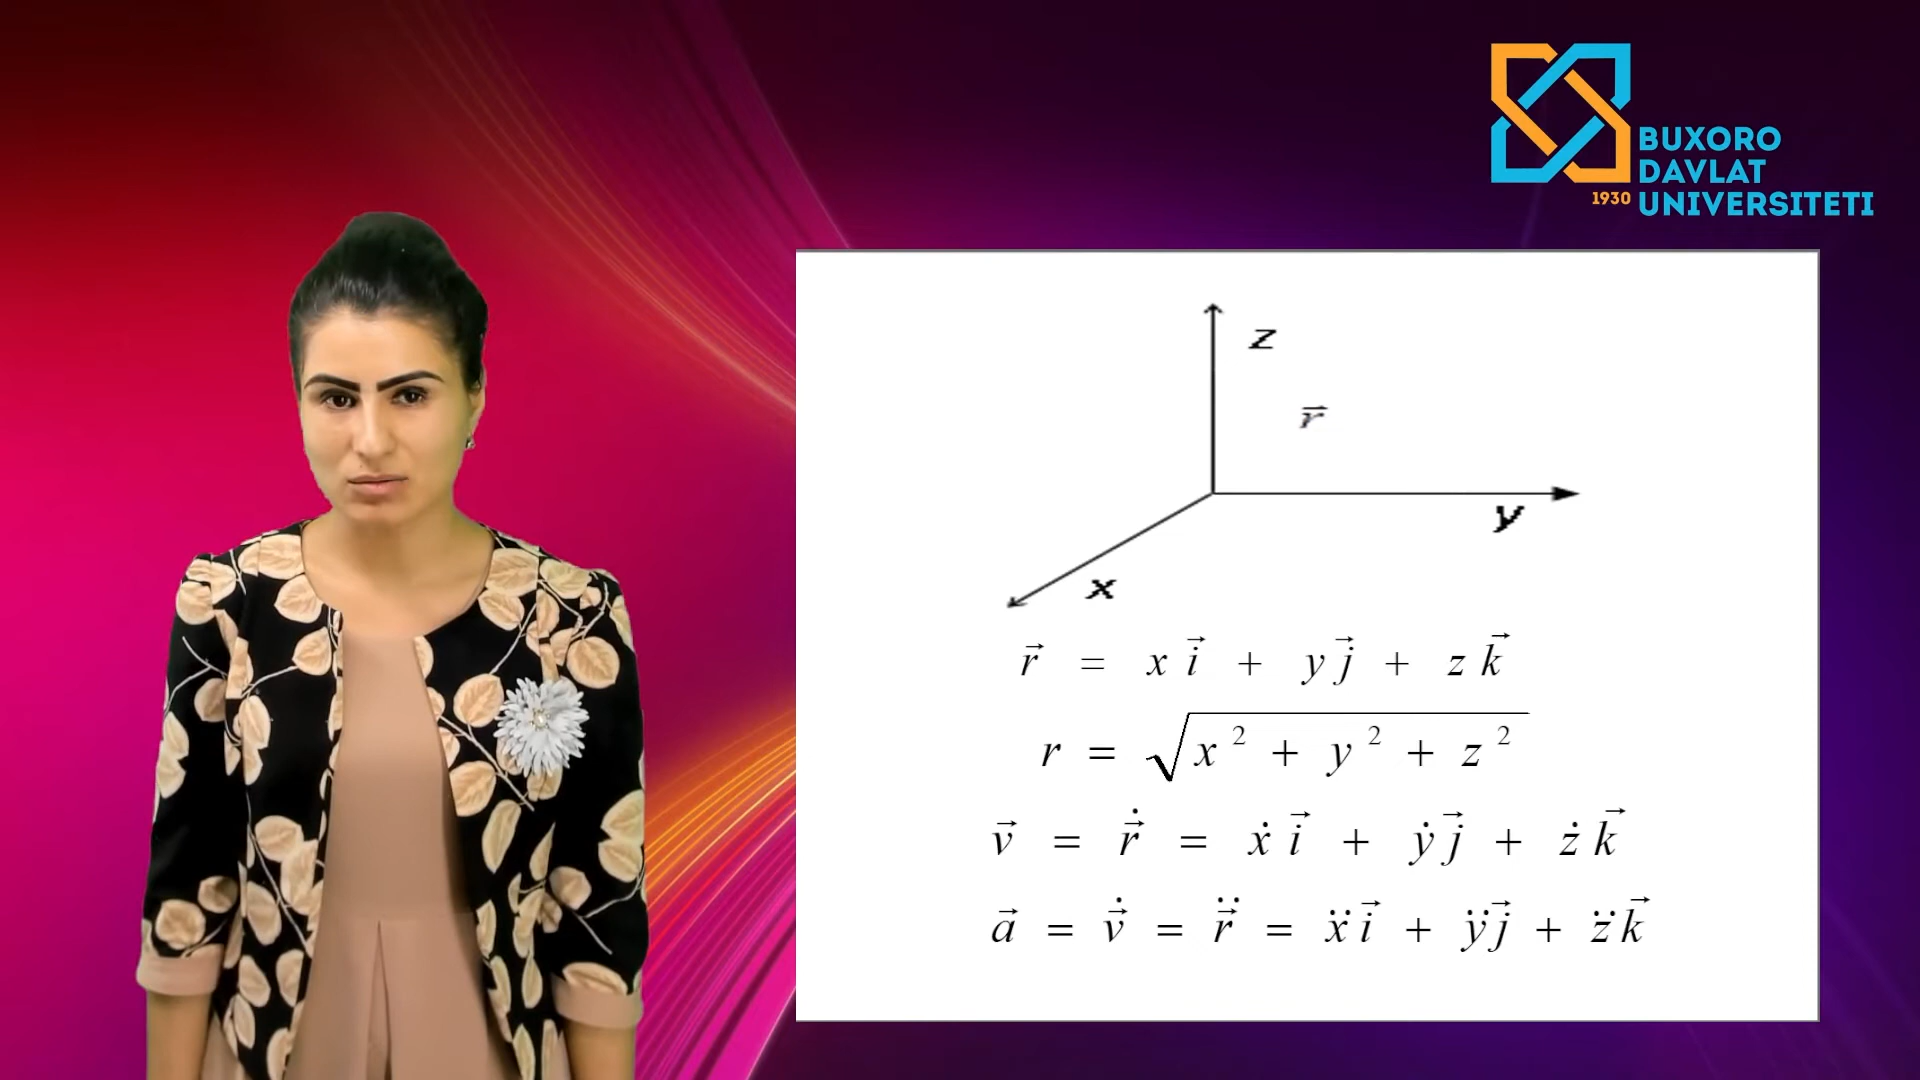 BUXORO
DAVLAT
1930 UNIVERSITETI
z
r⃗
y
x
r⃗ = x i⃗ + y j⃗ + z k⃗
r = √(x² + y² + z²)
v⃗ = ṙ⃗ = ẋ i⃗ + ẏ j⃗ + ż k⃗
a⃗ = v̇⃗ = r̈⃗ = ẍ i⃗ + ÿ j⃗ + z̈ k⃗